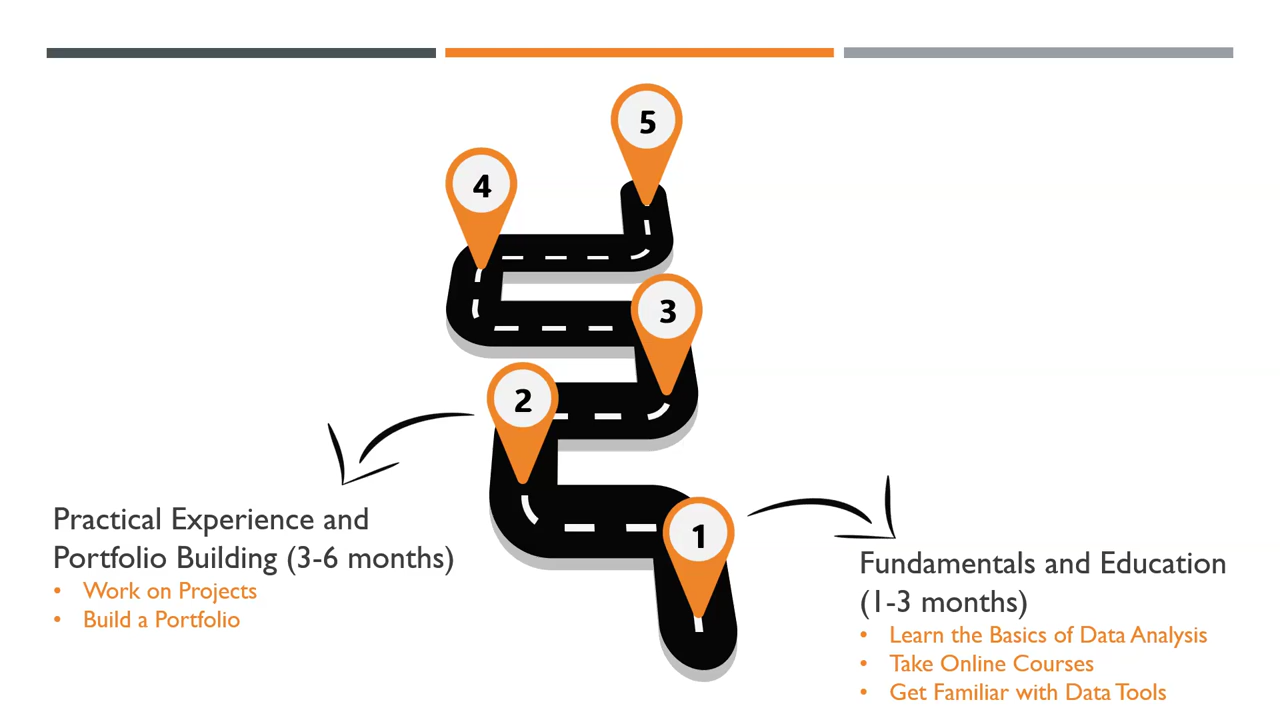 5
4
3
2
1
Practical Experience and
Portfolio Building (3-6 months)
• Work on Projects
• Build a Portfolio
Fundamentals and Education
(1-3 months)
• Learn the Basics of Data Analysis
• Take Online Courses
• Get Familiar with Data Tools